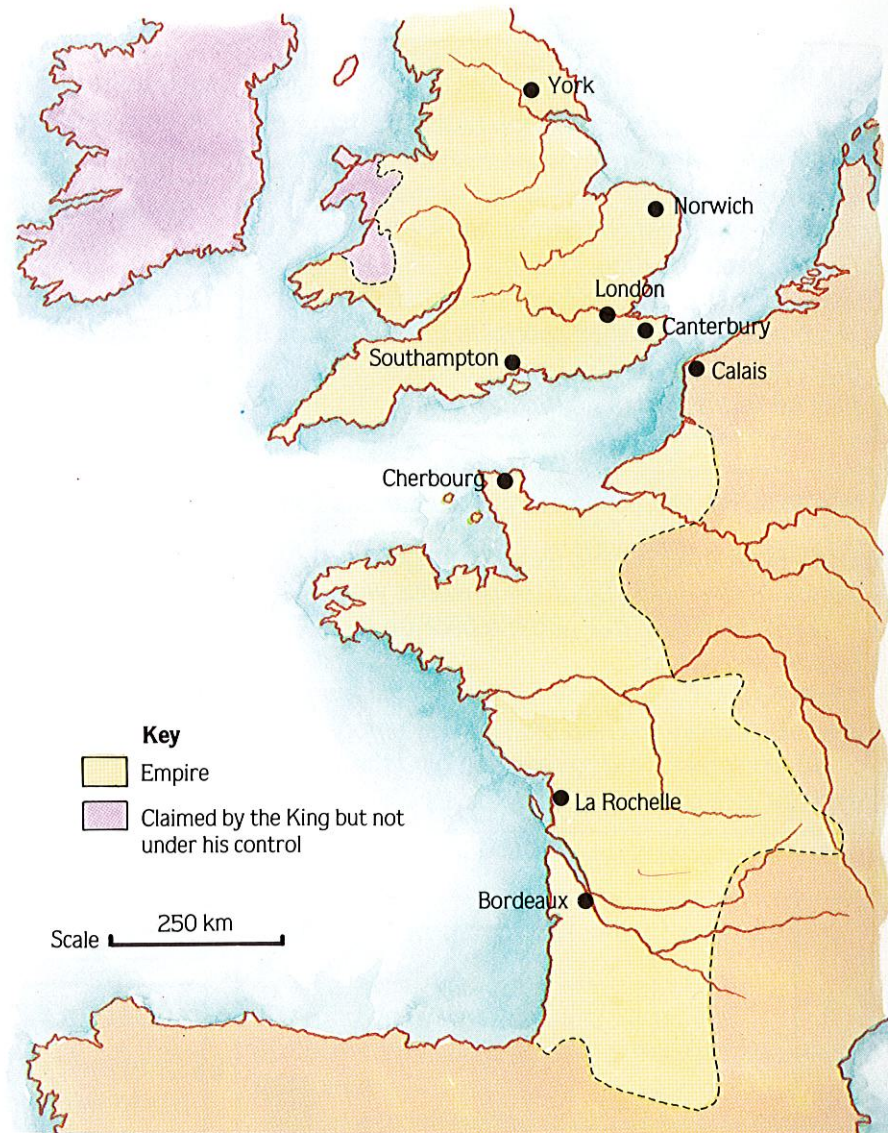 York
Norwich
London
Canterbury
Southampton
Calais
Cherbourg
Key
Empire
Claimed by the King but not
under his control
La Rochelle
Bordeaux
250 km
Scale